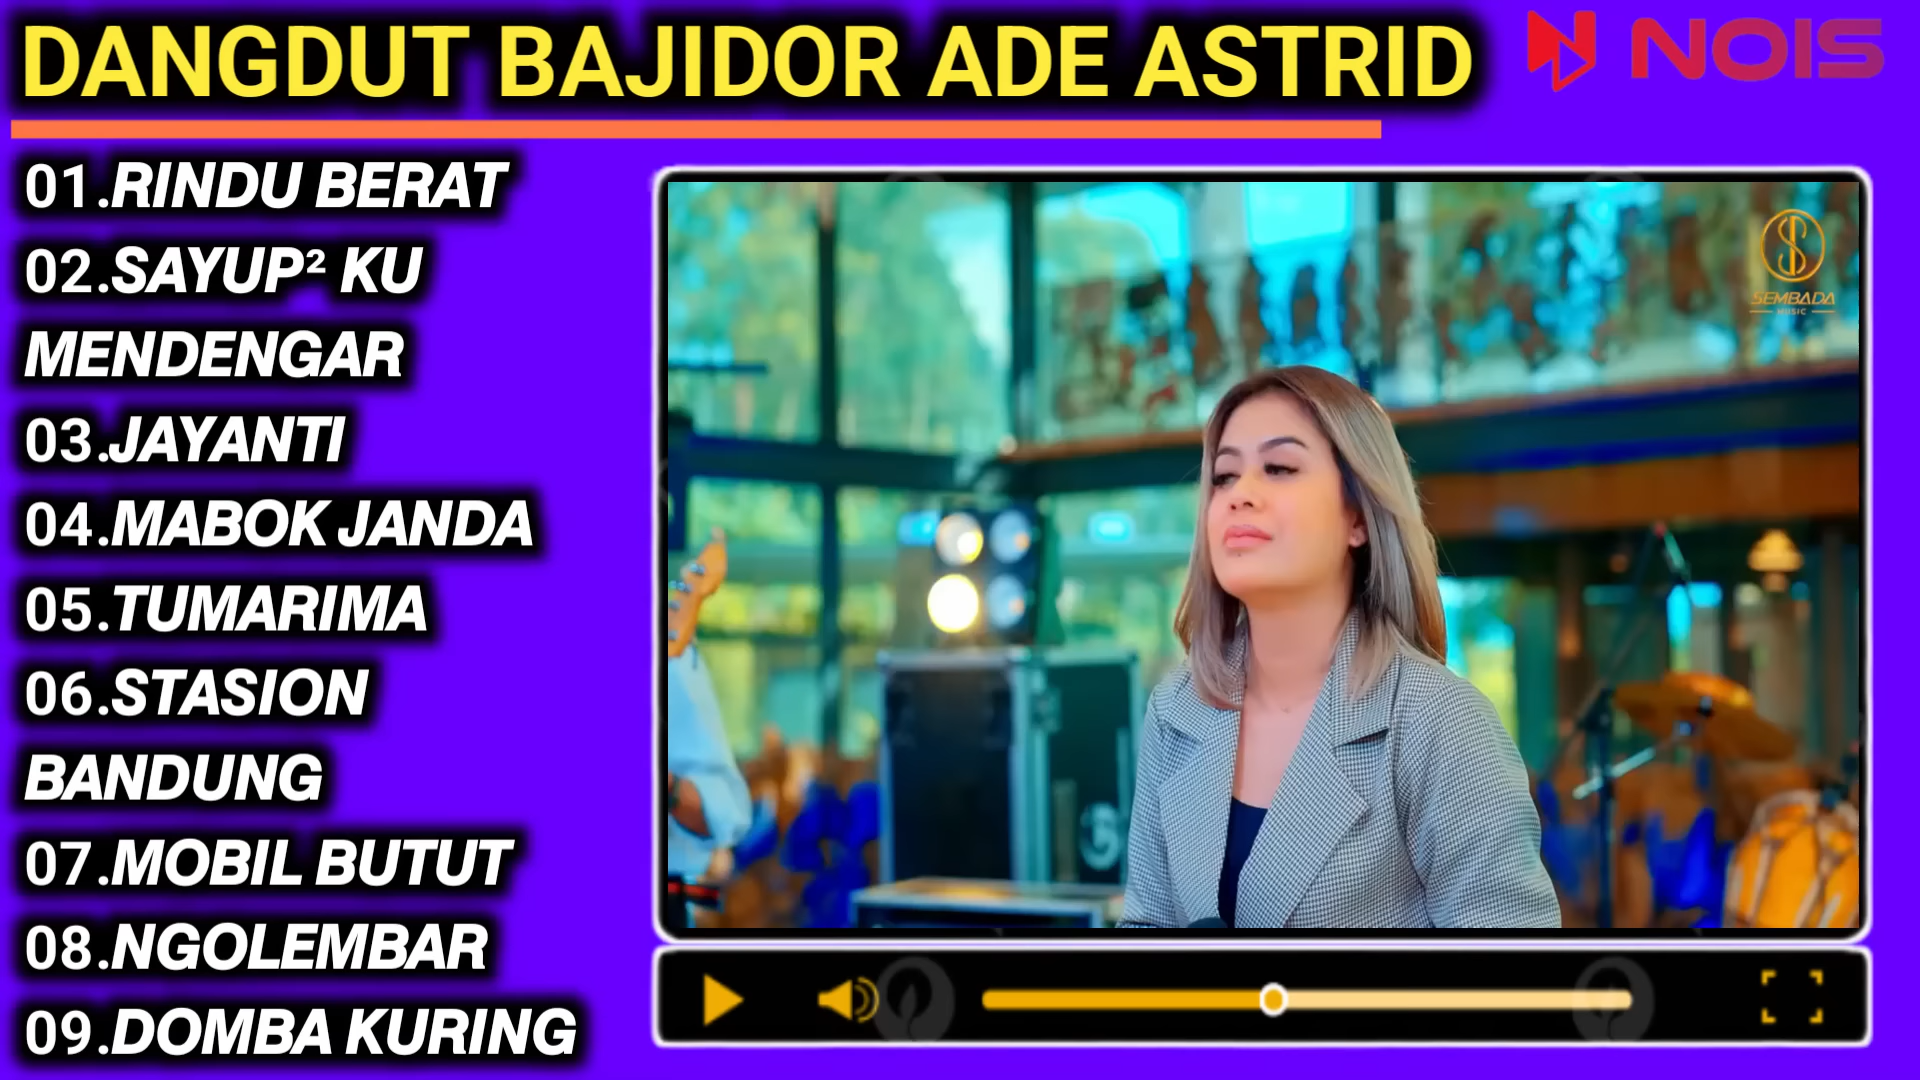 DANGDUT BAJIDOR ADE ASTRID
NOIS
01.RINDU BERAT
02.SAYUP² KU
MENDENGAR
03.JAYANTI
04.MABOK JANDA
05.TUMARIMA
06.STASION
BANDUNG
07.MOBIL BUTUT
08.NGOLEMBAR
09.DOMBA KURING
SEMBADA
MUSIC